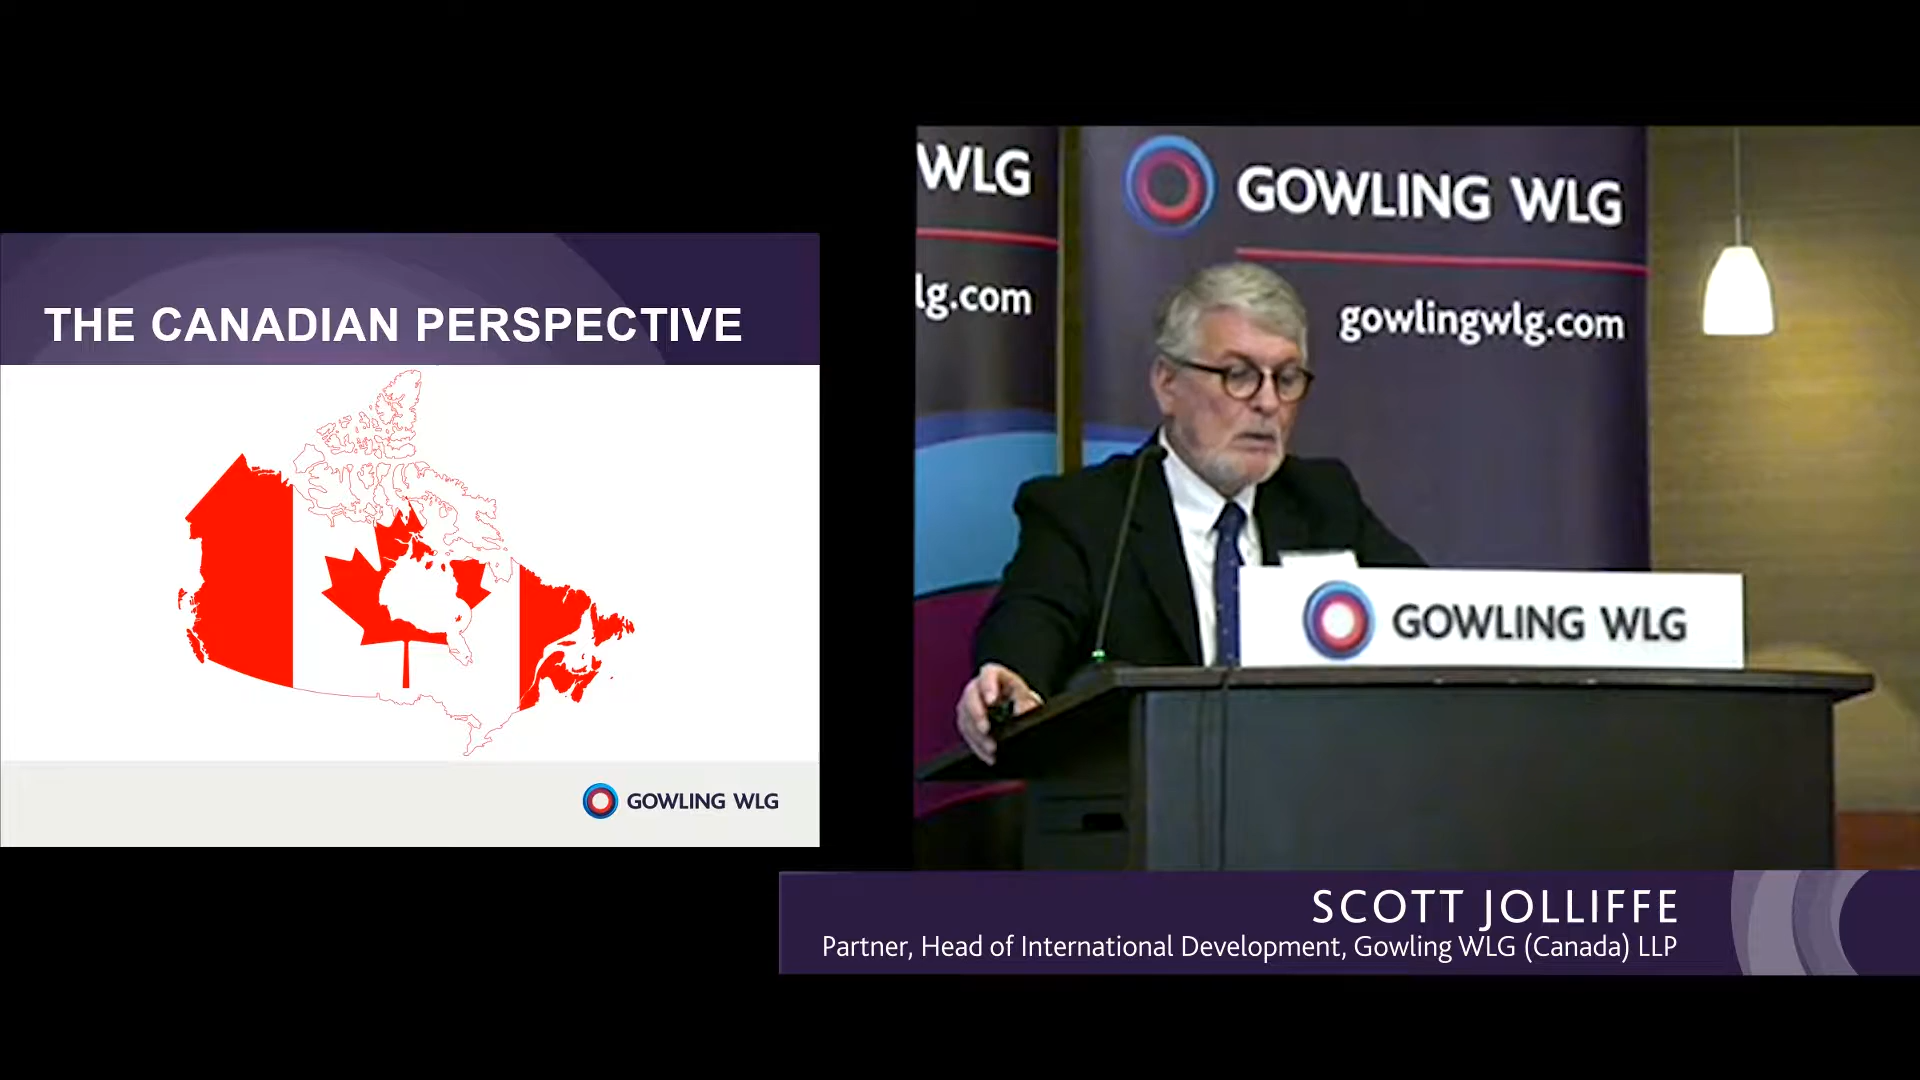 THE CANADIAN PERSPECTIVE
GOWLING WLG
WLG
lg.com
GOWLING WLG
gowlingwlg.com
GOWLING WLG
SCOTT JOLLIFFE
Partner, Head of International Development, Gowling WLG (Canada) LLP